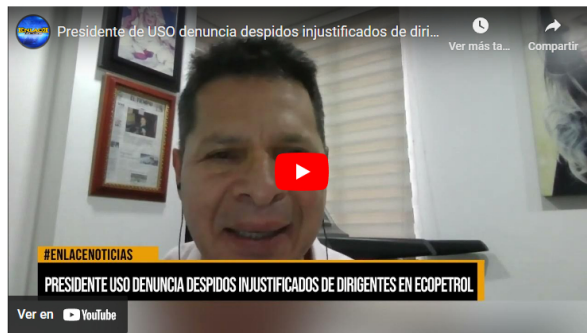 Presidente de USO denuncia despidos injustificados de diri...
Ver más ta...
Compartir
#ENLACENOTICIAS
PRESIDENTE USO DENUNCIA DESPIDOS INJUSTIFICADOS DE DIRIGENTES EN ECOPETROL
Ver en YouTube